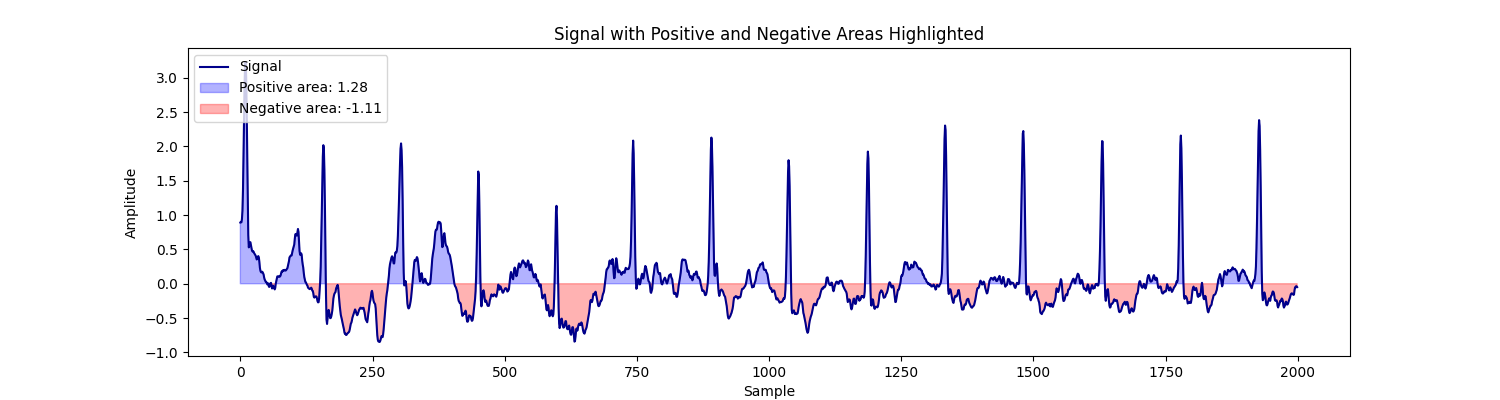 Signal with Positive and Negative Areas Highlighted
Signal
Positive area: 1.28
Negative area: -1.11
Amplitude
3.0
2.5
2.0
1.5
1.0
0.5
0.0
−0.5
−1.0
0 250 500 750 1000 1250 1500 1750 2000
Sample